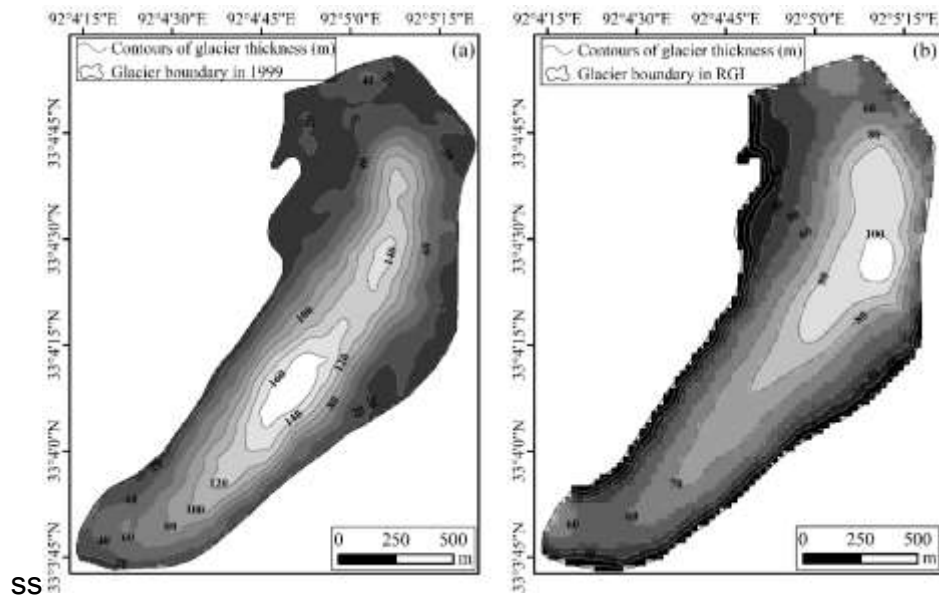 92°4'15"E 92°4'30"E 92°4'45"E 92°5'0"E 92°5'15"E
Contours of glacier thickness (m) (a)
Glacier boundary in 1999
33°4'45"N
33°4'30"N
33°4'15"N
33°4'0"N
33°3'45"N
40
60
140
100
120
160
140
80
120
100
80
60
40
0 250 500
m
92°4'15"E 92°4'30"E 92°4'45"E 92°5'0"E 92°5'15"E
Contours of glacier thickness (m) (b)
Glacier boundary in RGI
33°4'45"N
33°4'30"N
33°4'15"N
33°4'0"N
33°3'45"N
60
80
100
90
80
70
60
60
0 250 500
m
ss